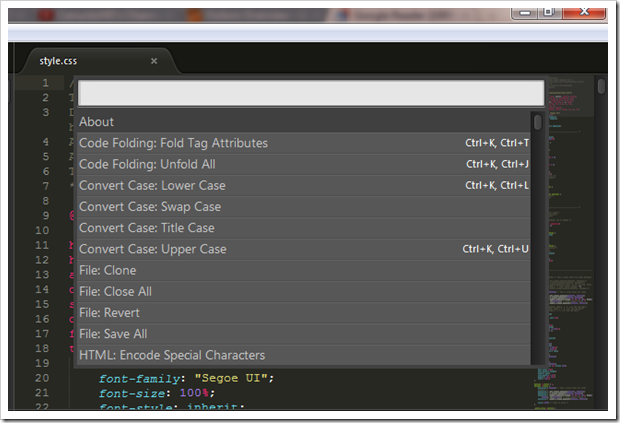 style.css ×
1 /
2 T
3 D
About
Code Folding: Fold Tag Attributes Ctrl+K, Ctrl+T
4
Code Folding: Unfold All Ctrl+K, Ctrl+J
5
6
Convert Case: Lower Case Ctrl+K, Ctrl+L
7 *
Convert Case: Swap Case
8
9 @
Convert Case: Title Case
10
Convert Case: Upper Case Ctrl+K, Ctrl+U
11 h
12
File: Clone
13
14
File: Close All
15
File: Revert
16
17
File: Save All
18 t
HTML: Encode Special Characters
19
20 font-family: "Segoe UI";
21 font-size: 100%;
22 font-style: inherit;